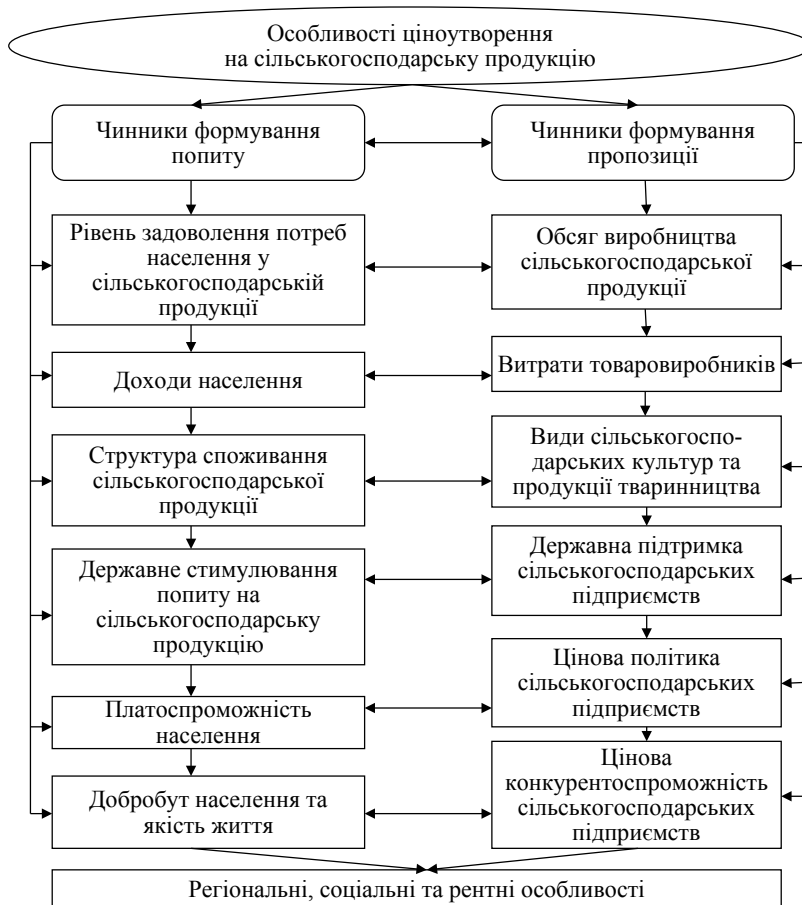 Особливості ціноутворення
на сільськогосподарську продукцію
Чинники формування
попиту
Чинники формування
пропозиції
Рівень задоволення потреб
населення у
сільськогосподарській
продукції
Обсяг виробництва
сільськогосподарської
продукції
Доходи населення
Витрати товаровиробників
Структура споживання
сільськогосподарської
продукції
Види сільськогоспо-
дарських культур та
продукції тваринництва
Державне стимулювання
попиту на
сільськогосподарську
продукцію
Державна підтримка
сільськогосподарських
підприємств
Платоспроможність
населення
Цінова політика
сільськогосподарських
підприємств
Добробут населення та
якість життя
Цінова
конкурентоспроможність
сільськогосподарських
підприємств
Регіональні, соціальні та рентні особливості